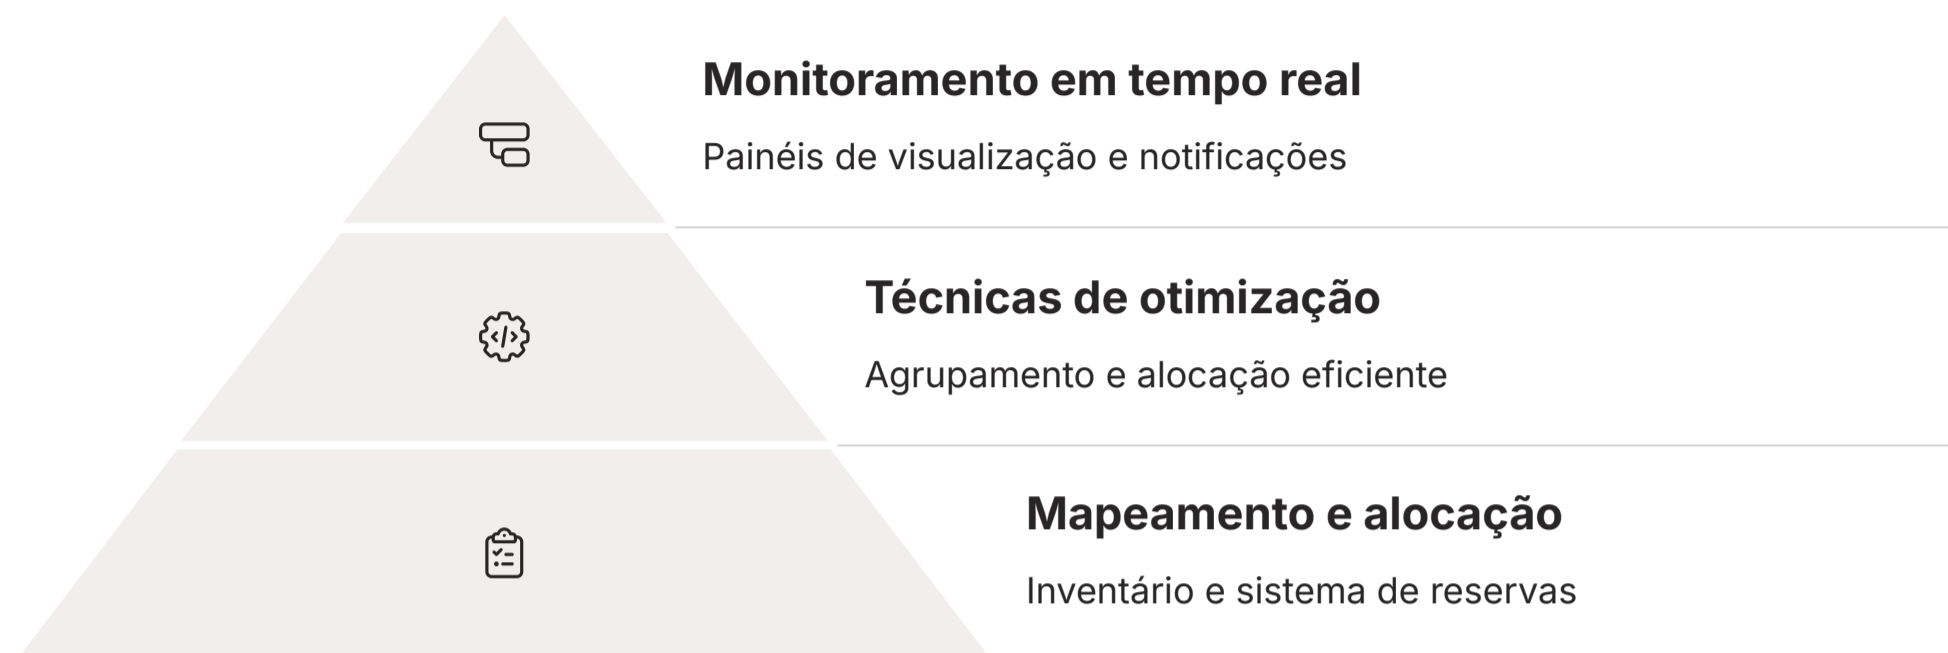 Monitoramento em tempo real
Painéis de visualização e notificações
Técnicas de otimização
Agrupamento e alocação eficiente
Mapeamento e alocação
Inventário e sistema de reservas